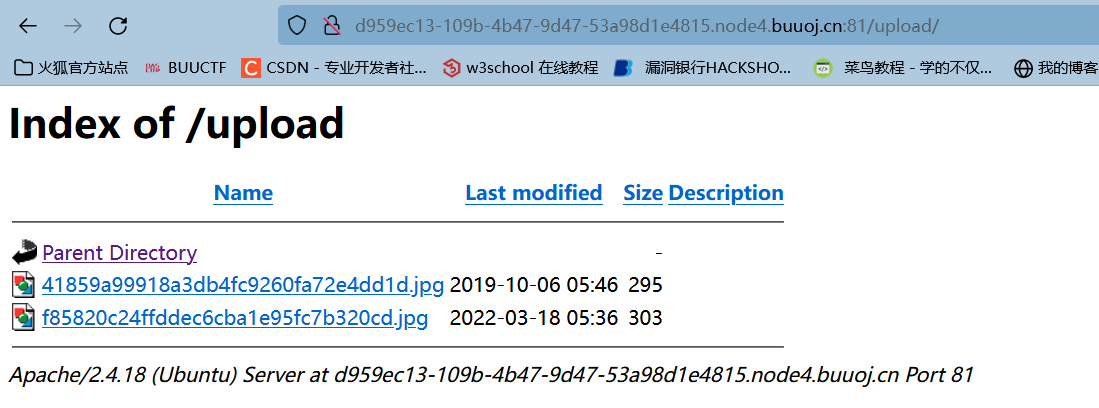 d959ec13-109b-4b47-9d47-53a98d1e4815.node4.buuoj.cn:81/upload/
火狐官方站点 BUUCTF CSDN - 专业开发者社... w3school 在线教程 漏洞银行HACKSHO... 菜鸟教程 - 学的不仅... 我的博客
Index of /upload
Name Last modified Size Description
Parent Directory -
41859a99918a3db4fc9260fa72e4dd1d.jpg 2019-10-06 05:46 295
f85820c24ffddec6cba1e95fc7b320cd.jpg 2022-03-18 05:36 303
Apache/2.4.18 (Ubuntu) Server at d959ec13-109b-4b47-9d47-53a98d1e4815.node4.buuoj.cn Port 81